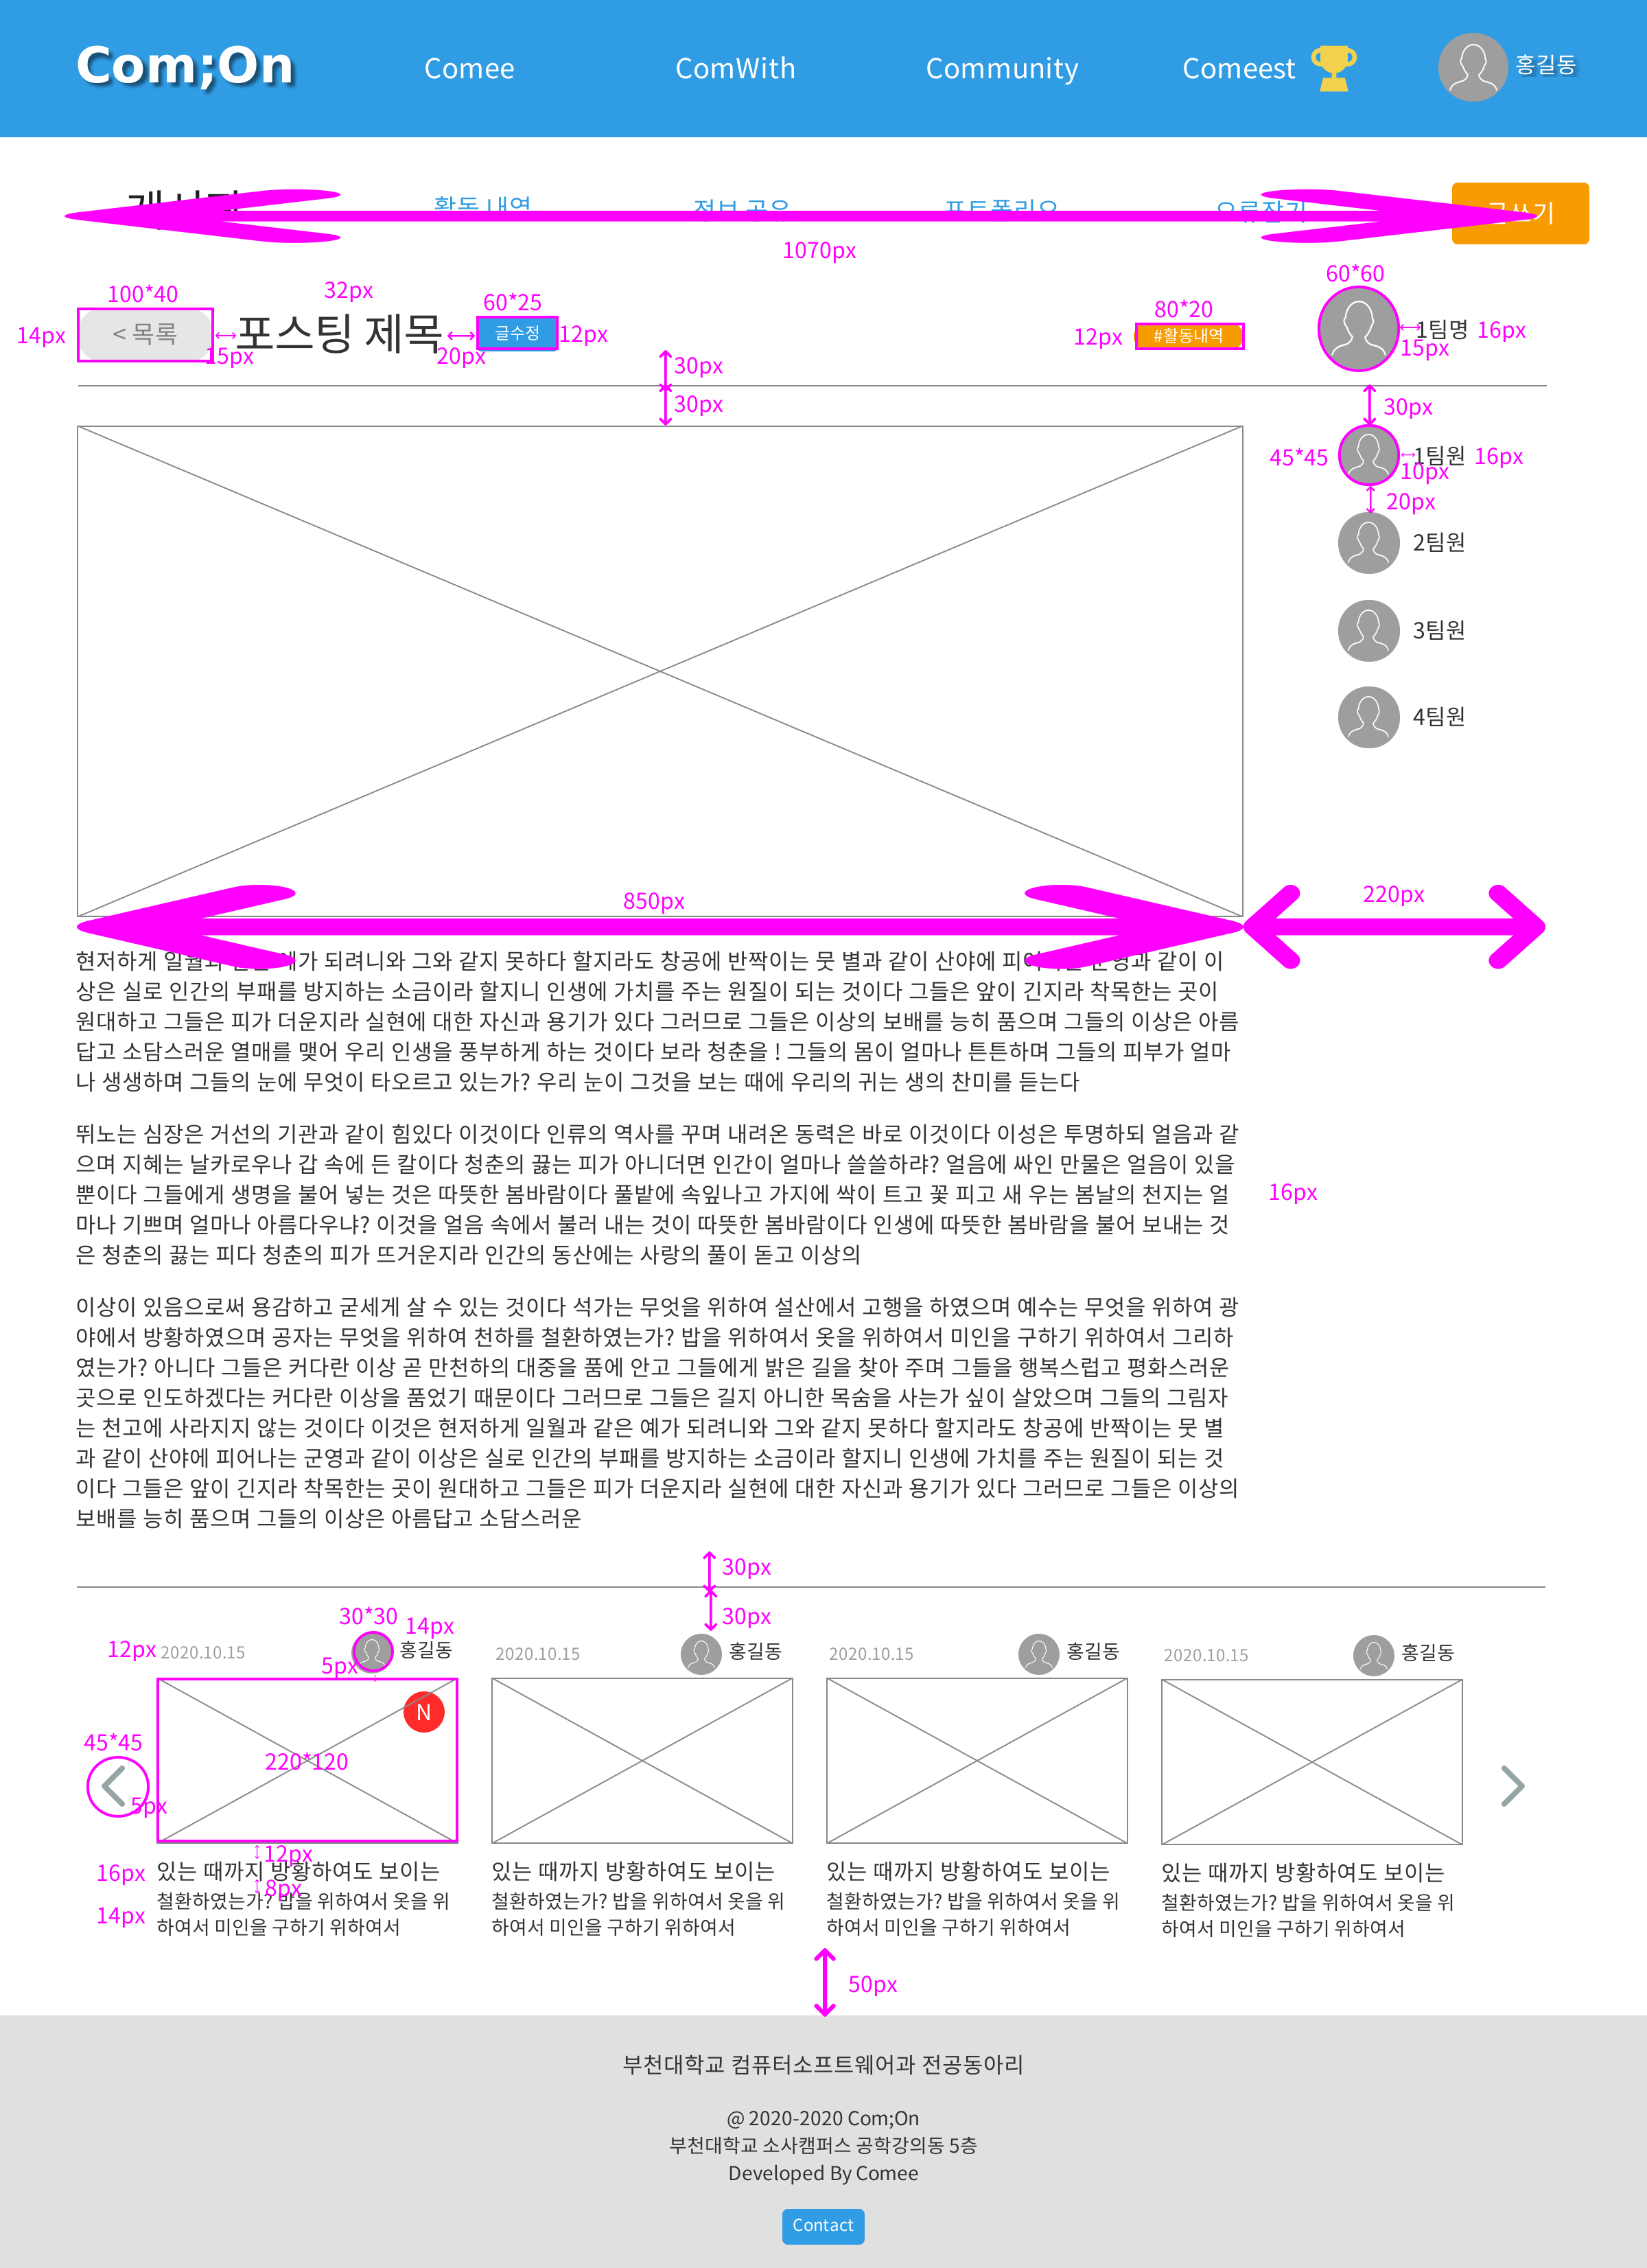 Com;On
Comee
ComWith
Community
Comeest
홍길동
게시판
활동 내역
정보 공유
포트폴리오
오류잡기
글쓰기
1070px
100*40
32px
60*25
80*20
60*60
14px
< 목록
15px
포스팅 제목
20px
글수정
12px
12px
#활동내역
1팀명
16px
15px
30px
30px
30px
45*45
1팀원
16px
10px
20px
2팀원
3팀원
4팀원
850px
220px
현저하게 일월과 같은 예가 되려니와 그와 같지 못하다 할지라도 창공에 반짝이는 뭇 별과 같이 산야에 피어나는 군영과 같이 이
상은 실로 인간의 부패를 방지하는 소금이라 할지니 인생에 가치를 주는 원질이 되는 것이다 그들은 앞이 긴지라 착목한는 곳이
원대하고 그들은 피가 더운지라 실현에 대한 자신과 용기가 있다 그러므로 그들은 이상의 보배를 능히 품으며 그들의 이상은 아름
답고 소담스러운 열매를 맺어 우리 인생을 풍부하게 하는 것이다 보라 청춘을 ! 그들의 몸이 얼마나 튼튼하며 그들의 피부가 얼마
나 생생하며 그들의 눈에 무엇이 타오르고 있는가? 우리 눈이 그것을 보는 때에 우리의 귀는 생의 찬미를 듣는다
뛰노는 심장은 거선의 기관과 같이 힘있다 이것이다 인류의 역사를 꾸며 내려온 동력은 바로 이것이다 이성은 투명하되 얼음과 같
으며 지혜는 날카로우나 갑 속에 든 칼이다 청춘의 끓는 피가 아니더면 인간이 얼마나 쓸쓸하랴? 얼음에 싸인 만물은 얼음이 있을
뿐이다 그들에게 생명을 불어 넣는 것은 따뜻한 봄바람이다 풀밭에 속잎나고 가지에 싹이 트고 꽃 피고 새 우는 봄날의 천지는 얼
마나 기쁘며 얼마나 아름다우냐? 이것을 얼음 속에서 불러 내는 것이 따뜻한 봄바람이다 인생에 따뜻한 봄바람을 불어 보내는 것
은 청춘의 끓는 피다 청춘의 피가 뜨거운지라 인간의 동산에는 사랑의 풀이 돋고 이상의
16px
이상이 있음으로써 용감하고 굳세게 살 수 있는 것이다 석가는 무엇을 위하여 설산에서 고행을 하였으며 예수는 무엇을 위하여 광
야에서 방황하였으며 공자는 무엇을 위하여 천하를 철환하였는가? 밥을 위하여서 옷을 위하여서 미인을 구하기 위하여서 그리하
였는가? 아니다 그들은 커다란 이상 곧 만천하의 대중을 품에 안고 그들에게 밝은 길을 찾아 주며 그들을 행복스럽고 평화스러운
곳으로 인도하겠다는 커다란 이상을 품었기 때문이다 그러므로 그들은 길지 아니한 목숨을 사는가 싶이 살았으며 그들의 그림자
는 천고에 사라지지 않는 것이다 이것은 현저하게 일월과 같은 예가 되려니와 그와 같지 못하다 할지라도 창공에 반짝이는 뭇 별
과 같이 산야에 피어나는 군영과 같이 이상은 실로 인간의 부패를 방지하는 소금이라 할지니 인생에 가치를 주는 원질이 되는 것
이다 그들은 앞이 긴지라 착목한는 곳이 원대하고 그들은 피가 더운지라 실현에 대한 자신과 용기가 있다 그러므로 그들은 이상의
보배를 능히 품으며 그들의 이상은 아름답고 소담스러운
30px
30px
30*30
14px
12px
2020.10.15
5px
홍길동
2020.10.15
홍길동
2020.10.15
홍길동
2020.10.15
홍길동
N
45*45
220*120
5px
12px
16px
있는 때까지 방황하여도 보이는
8px
철환하였는가? 밥을 위하여서 옷을 위
14px
하여서 미인을 구하기 위하여서
있는 때까지 방황하여도 보이는
철환하였는가? 밥을 위하여서 옷을 위
하여서 미인을 구하기 위하여서
있는 때까지 방황하여도 보이는
철환하였는가? 밥을 위하여서 옷을 위
하여서 미인을 구하기 위하여서
있는 때까지 방황하여도 보이는
철환하였는가? 밥을 위하여서 옷을 위
하여서 미인을 구하기 위하여서
50px
부천대학교 컴퓨터소프트웨어과 전공동아리
@ 2020-2020 Com;On
부천대학교 소사캠퍼스 공학강의동 5층
Developed By Comee
Contact